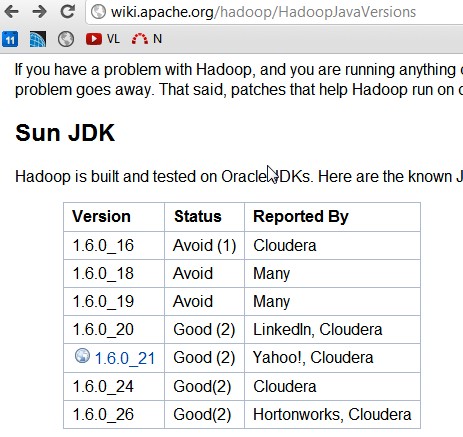 wiki.apache.org/hadoop/HadoopJavaVersions
11 VL N
If you have a problem with Hadoop, and you are running anything
problem goes away. That said, patches that help Hadoop run on
Sun JDK
Hadoop is built and tested on Oracle JDKs. Here are the known J
Version Status Reported By
1.6.0_16 Avoid (1) Cloudera
1.6.0_18 Avoid Many
1.6.0_19 Avoid Many
1.6.0_20 Good (2) LinkedIn, Cloudera
1.6.0_21 Good (2) Yahoo!, Cloudera
1.6.0_24 Good(2) Cloudera
1.6.0_26 Good(2) Hortonworks, Cloudera